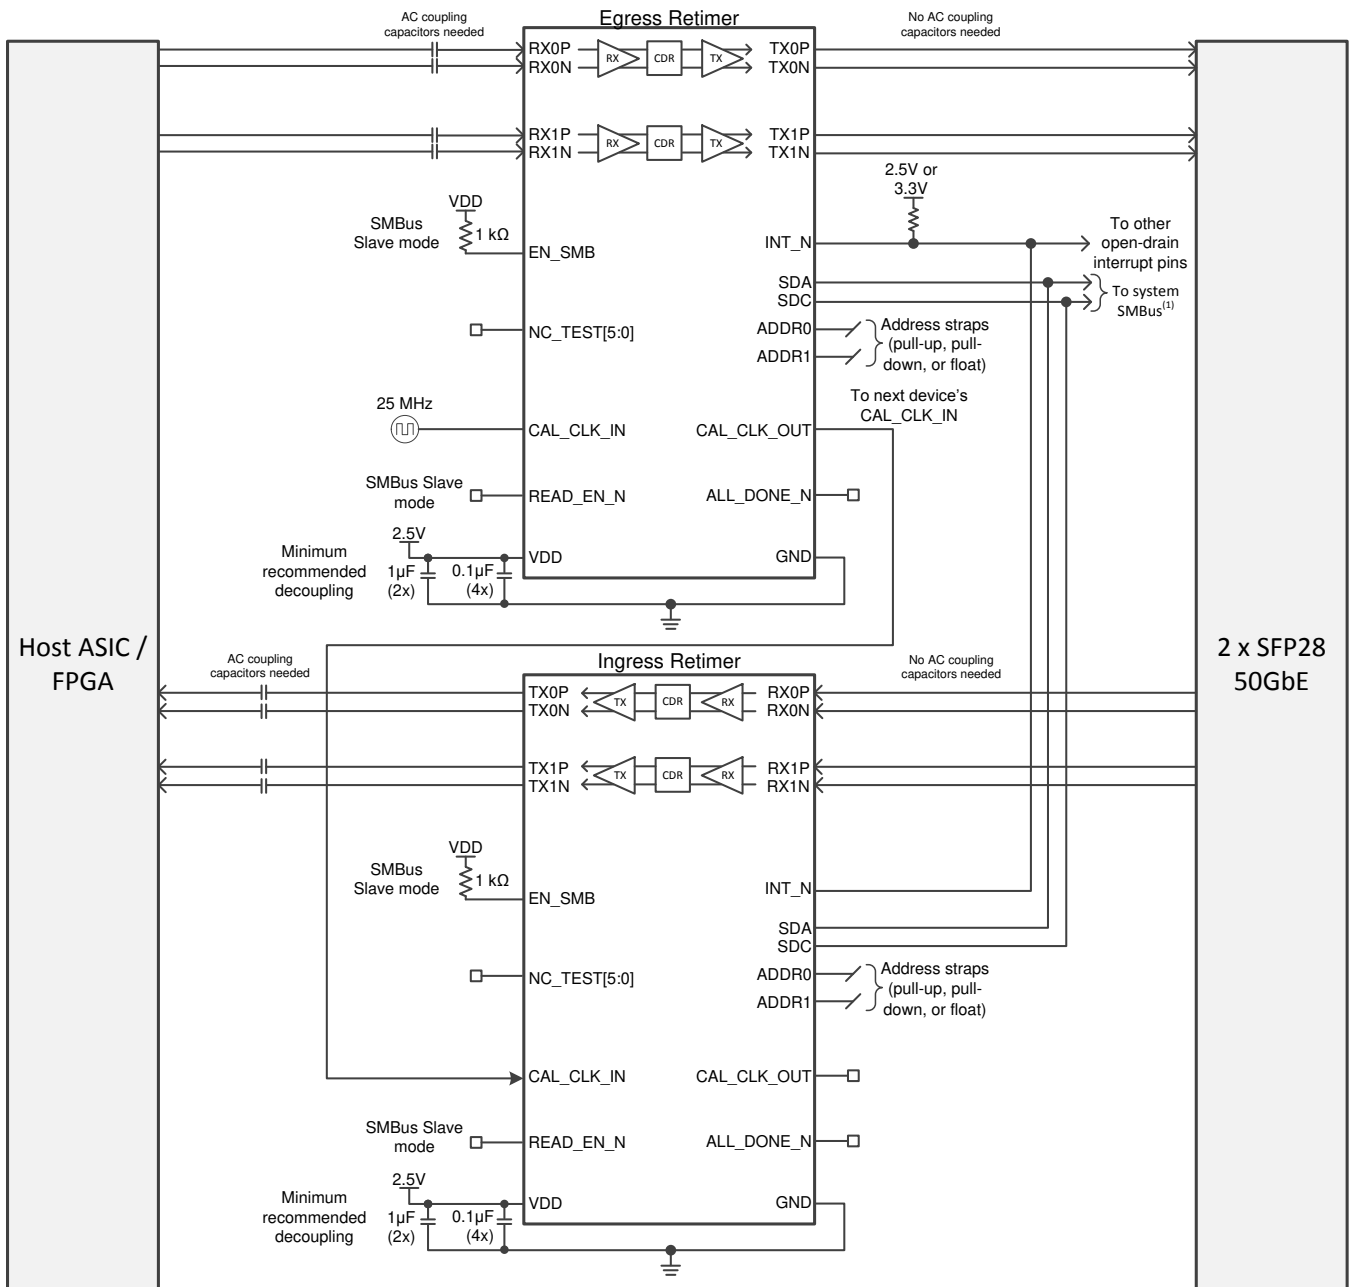 AC coupling
capacitors needed
Egress Retimer
No AC coupling
capacitors needed
RX0P
RX CDR TX
TX0P
RX0N
TX0N
RX1P
RX CDR TX
TX1P
RX1N
TX1N
2.5V or
3.3V
VDD
SMBus
Slave mode
1 kΩ
EN_SMB
INT_N
To other
open-drain
interrupt pins
SDA
SDC
To system
SMBus(1)
NC_TEST[5:0]
ADDR0
ADDR1
Address straps
(pull-up, pull-
down, or float)
To next device's
CAL_CLK_IN
25 MHz
CAL_CLK_IN
CAL_CLK_OUT
SMBus Slave
mode
READ_EN_N
ALL_DONE_N
2.5V
Minimum
recommended
decoupling
1µF
(2x)
0.1µF
(4x)
VDD
GND
Host ASIC /
FPGA
2 x SFP28
50GbE
AC coupling
capacitors needed
Ingress Retimer
No AC coupling
capacitors needed
TX0P
TX CDR RX
RX0P
TX0N
RX0N
TX1P
TX CDR RX
RX1P
TX1N
RX1N
VDD
SMBus
Slave mode
1 kΩ
EN_SMB
INT_N
SDA
SDC
NC_TEST[5:0]
ADDR0
ADDR1
Address straps
(pull-up, pull-
down, or float)
CAL_CLK_IN
CAL_CLK_OUT
SMBus Slave
mode
READ_EN_N
ALL_DONE_N
2.5V
Minimum
recommended
decoupling
1µF
(2x)
0.1µF
(4x)
VDD
GND